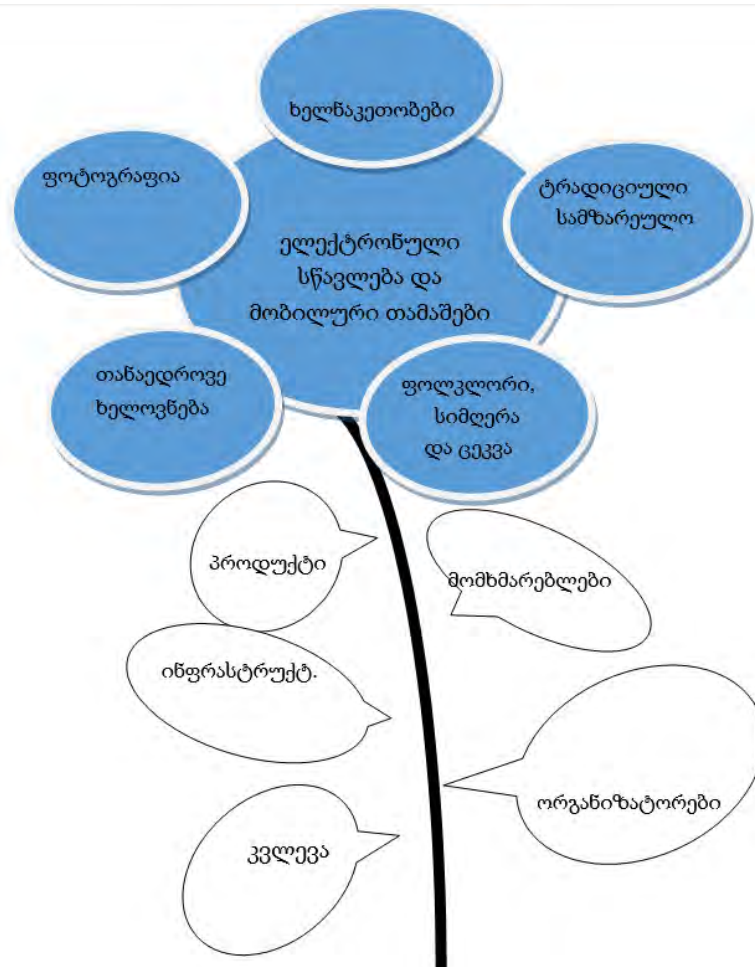 ხელნაკეთობები
ფოტოგრაფია
ტრადიციული
სამზარეულო
ელექტრონული
სწავლება და
მობილური თამაშები
თანაედროვე
ხელოვნება
ფოლკლორი,
სიმღერა
და ცეკვა
პროდუქტი
მომხმარებლები
ინფრასტრუქტ.
ორგანიზატორები
კვლევა